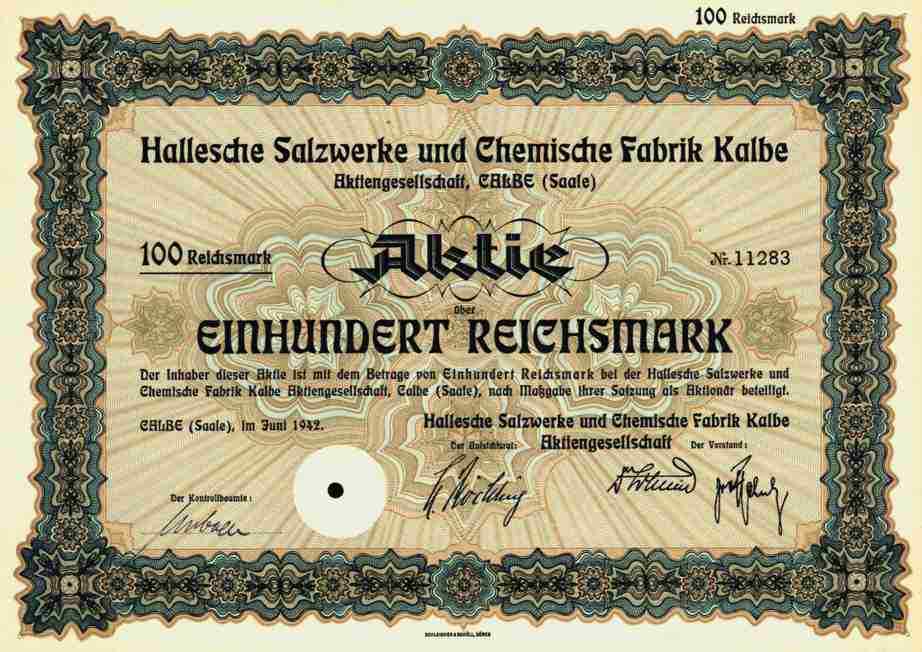 100 Reichsmark
Hallesche Salzwerke und Chemische Fabrik Kalbe
Aktiengesellschaft, CALBE (Saale)
100 Reichsmark Aktie Nr. 11283
über
EINHUNDERT REICHSMARK
Der Inhaber dieser Aktie ist mit dem Betrage von Einhundert Reichsmark bei der Hallesche Salzwerke und
Chemische Fabrik Kalbe Aktiengesellschaft, Calbe (Saale), nach Maßgabe ihrer Satzung als Aktionär beteiligt.
CALBE (Saale), im Juni 1942.
Hallesche Salzwerke und Chemische Fabrik Kalbe
Der Aufsichtsrat: Aktiengesellschaft Der Vorstand:
Der Kontrollbeamte:
SCHLEICHER & SCHÜLL, DÜREN